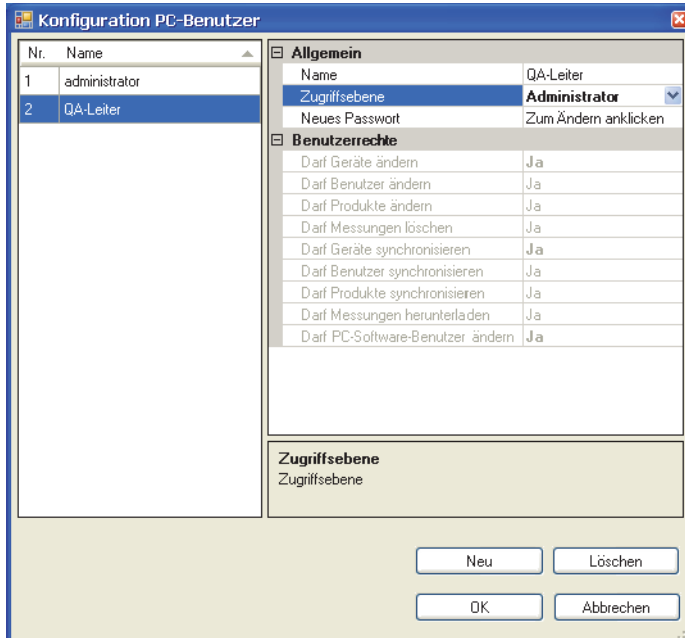 Konfiguration PC-Benutzer
Nr. Name
1 administrator
2 QA-Leiter
Allgemein
Name QA-Leiter
Zugriffsebene Administrator
Neues Passwort Zum Ändern anklicken
Benutzerrechte
Darf Geräte ändern Ja
Darf Benutzer ändern Ja
Darf Produkte ändern Ja
Darf Messungen löschen Ja
Darf Geräte synchronisieren Ja
Darf Benutzer synchronisieren Ja
Darf Produkte synchronisieren Ja
Darf Messungen herunterladen Ja
Darf PC-Software-Benutzer ändern Ja
Zugriffsebene
Zugriffsebene
Neu Löschen
OK Abbrechen